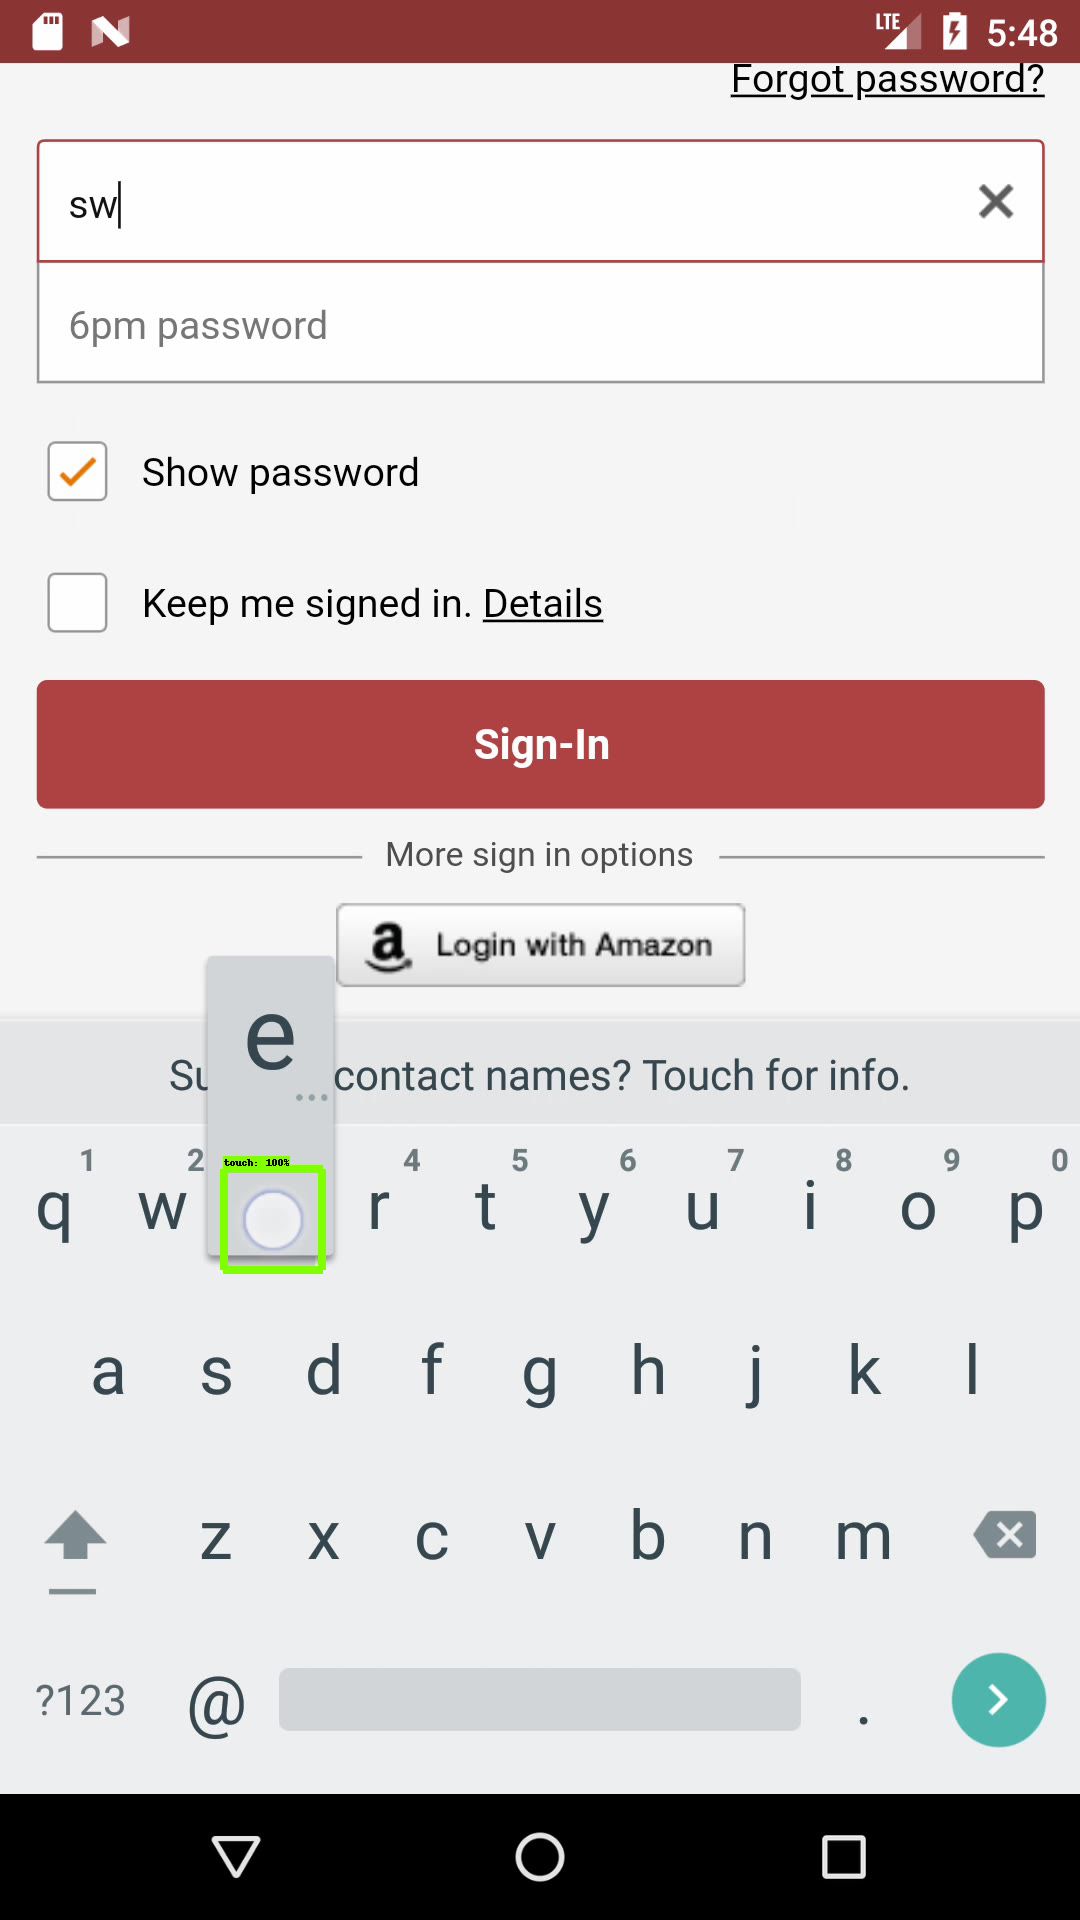 LTE 5:48
Forgot password?
sw
6pm password
Show password
Keep me signed in. Details
Sign-In
More sign in options
a Login with Amazon
e
...
Su contact names? Touch for info.
touch: 100%
1 2 4 5 6 7 8 9 0
q w r t y u i o p
a s d f g h j k l
z x c v b n m
?123 @ .